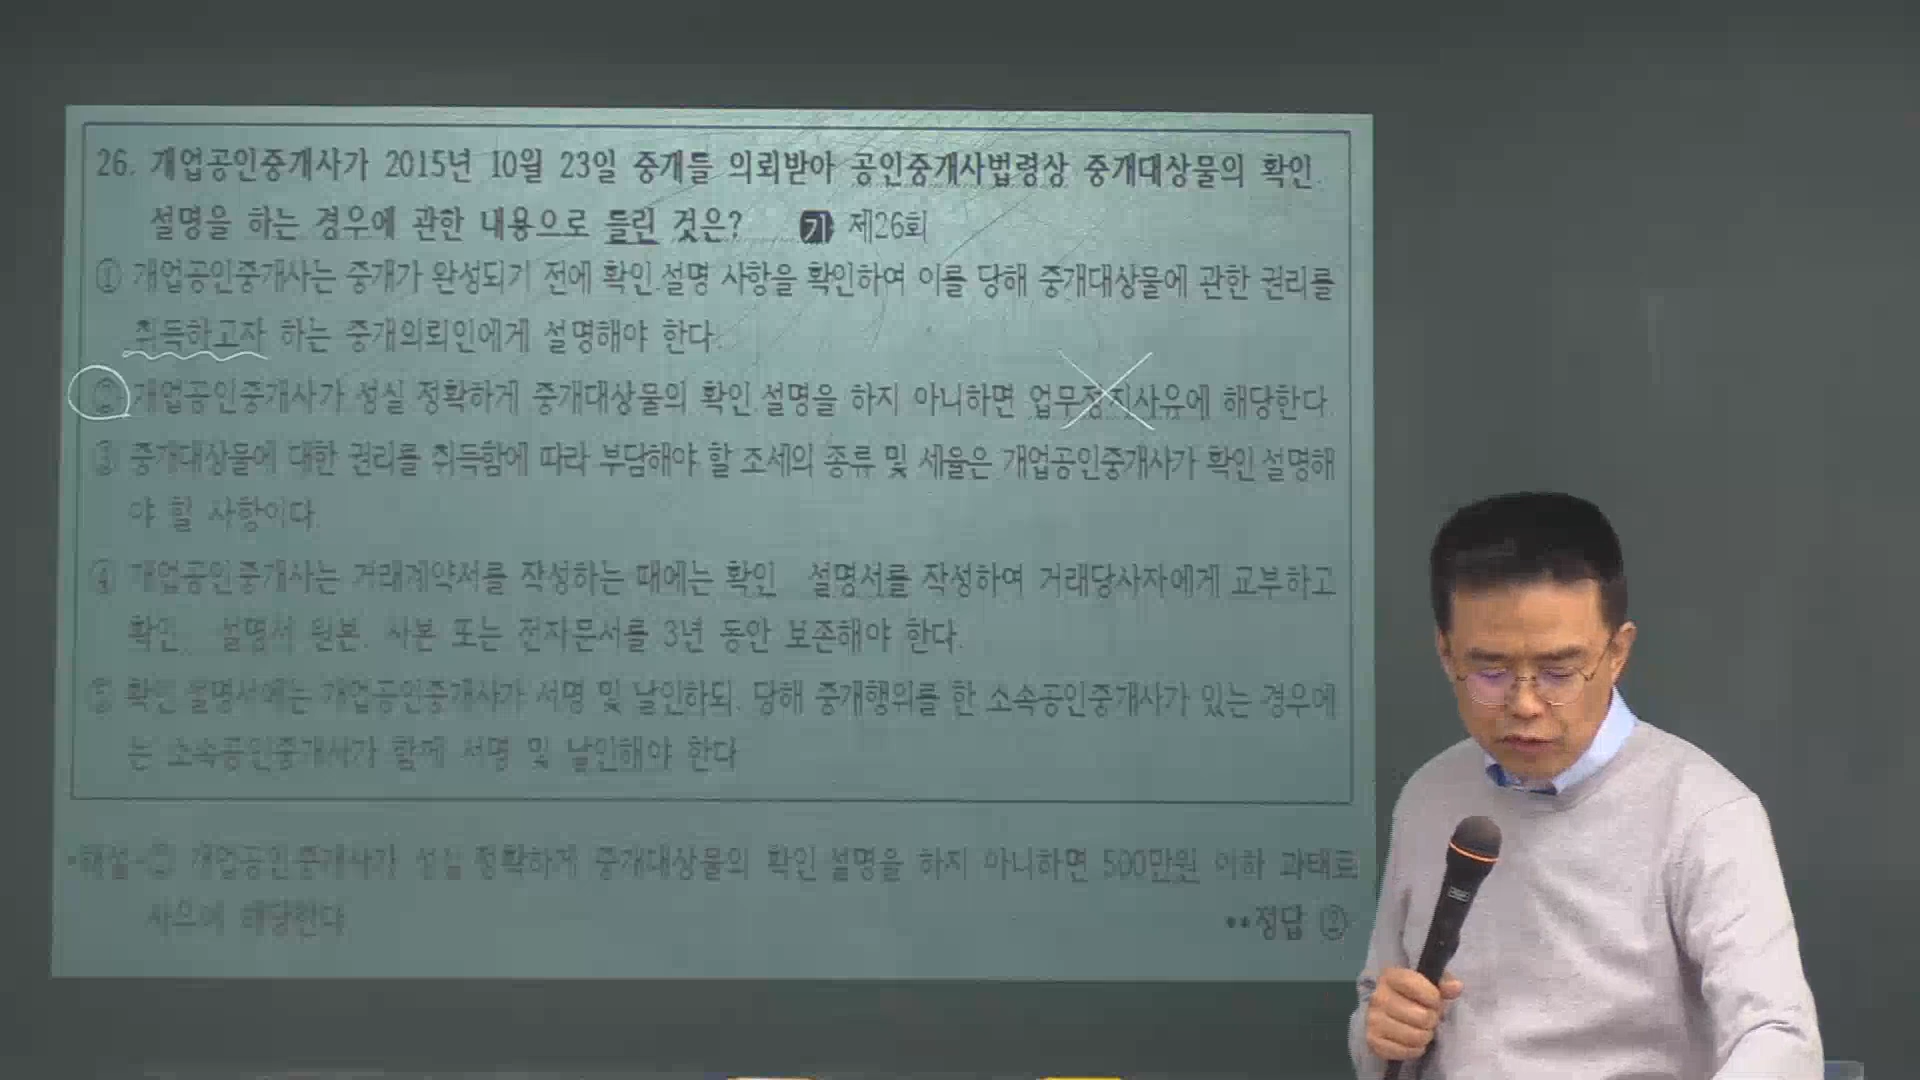 26. 개업공인중개사가 2015년 10월 23일 중개를 의뢰받아 공인중개사법령상 중개대상물의 확인
설명을 하는 경우에 관한 내용으로 틀린 것은? 기 제26회
① 개업공인중개사는 중개가 완성되기 전에 확인·설명 사항을 확인하여 이를 당해 중개대상물에 관한 권리를
취득하고자 하는 중개의뢰인에게 설명해야 한다.
② 개업공인중개사가 성실 정확하게 중개대상물의 확인 설명을 하지 아니하면 업무정지사유에 해당한다.
③ 중개대상물에 대한 권리를 취득함에 따라 부담해야 할 조세의 종류 및 세율은 개업공인중개사가 확인 설명해
야 할 사항이다.
④ 개업공인중개사는 거래계약서를 작성하는 때에는 확인 설명서를 작성하여 거래당사자에게 교부하고
확인 설명서 원본, 사본 또는 전자문서를 3년 동안 보존해야 한다.
⑤ 확인 설명서에는 개업공인중개사가 서명 및 날인하되, 당해 중개행위를 한 소속공인중개사가 있는 경우에
는 소속공인중개사가 함께 서명 및 날인해야 한다
•해설-② 개업공인중개사가 성실 정확하게 중개대상물의 확인 설명을 하지 아니하면 500만원 이하 과태료
사유에 해당한다
••정답 ②